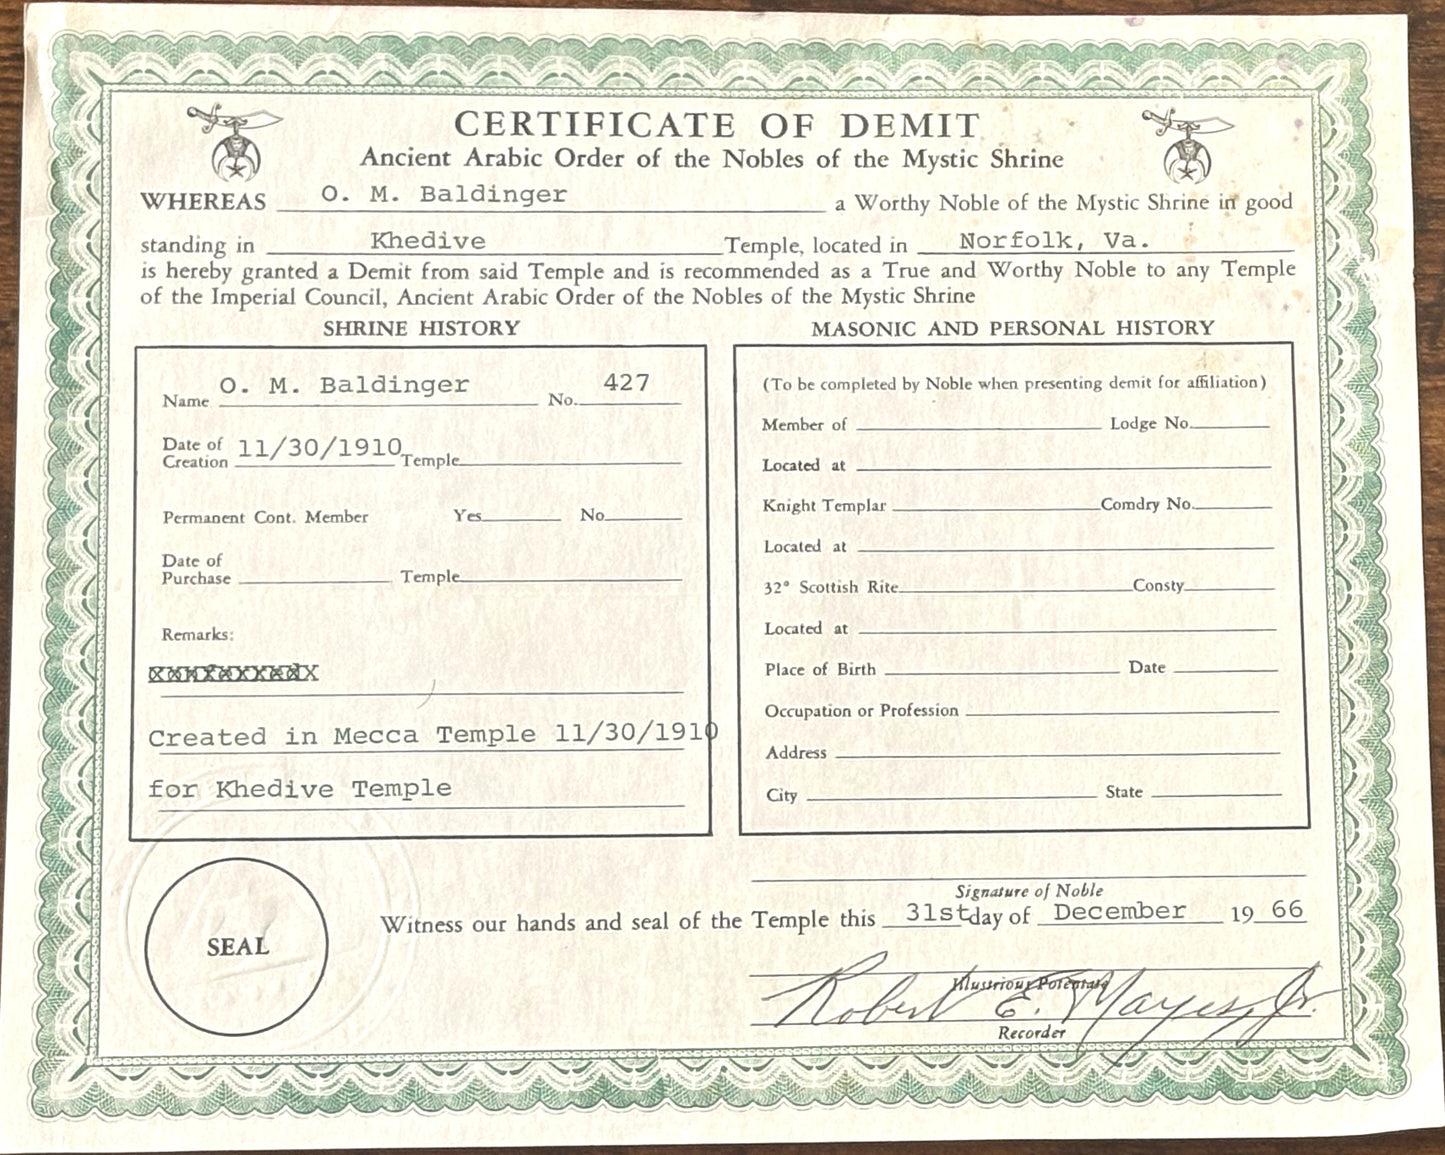 CERTIFICATE OF DEMIT
Ancient Arabic Order of the Nobles of the Mystic Shrine
WHEREAS O. M. Baldinger a Worthy Noble of the Mystic Shrine in good
standing in Khedive Temple, located in Norfolk, Va.
is hereby granted a Demit from said Temple and is recommended as a True and Worthy Noble to any Temple
of the Imperial Council, Ancient Arabic Order of the Nobles of the Mystic Shrine
SHRINE HISTORY
Name O. M. Baldinger No. 427
Date of
Creation 11/30/1910 Temple
Permanent Cont. Member Yes No
Date of
Purchase Temple
Remarks:
Created in Mecca Temple 11/30/1910
for Khedive Temple
MASONIC AND PERSONAL HISTORY
(To be completed by Noble when presenting demit for affiliation)
Member of Lodge No.
Located at
Knight Templar Comdry No.
Located at
32° Scottish Rite Consty
Located at
Place of Birth Date
Occupation or Profession
Address
City State
SEAL
Signature of Noble
Witness our hands and seal of the Temple this 31st day of December 19 66
Illustrious Potentate
Robert E. Mayes, Jr.
Recorder